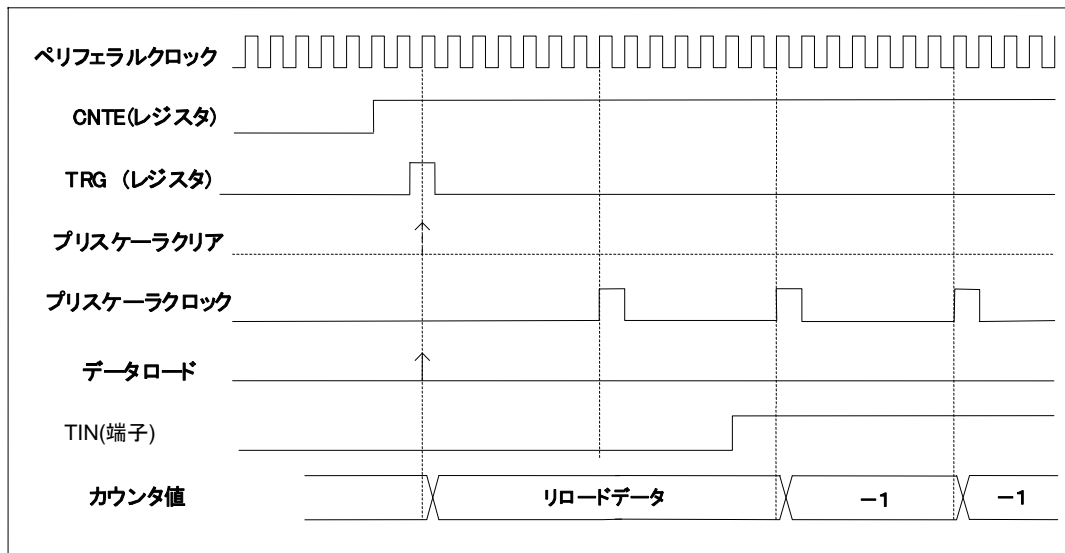 ペリフェラルクロック
CNTE(レジスタ)
TRG (レジスタ)
プリスケーラクリア
プリスケーラクロック
データロード
TIN(端子)
カウンタ値
リロードデータ
－1
－1